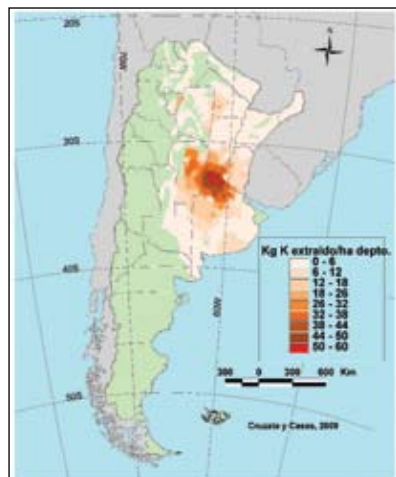 20S
70W
30S
Kg K extraído/ha depto.
0 - 6
6 - 12
12 - 18
18 - 26
26 - 32
32 - 38
38 - 44
44 - 50
50 - 60
40S
60W
300 0 300 600 Km
50S
Cruzate y Casas, 2009